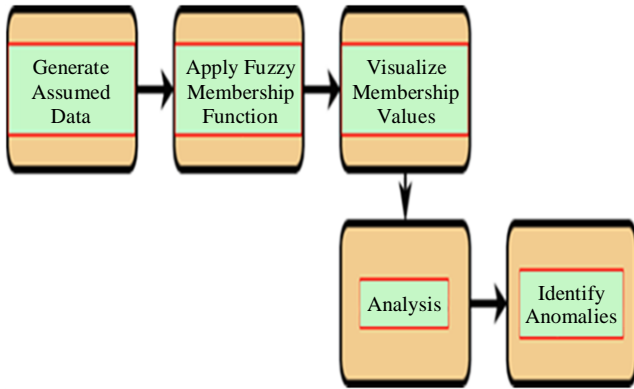 Generate
Assumed
Data
Apply Fuzzy
Membership
Function
Visualize
Membership
Values
Analysis
Identify
Anomalies